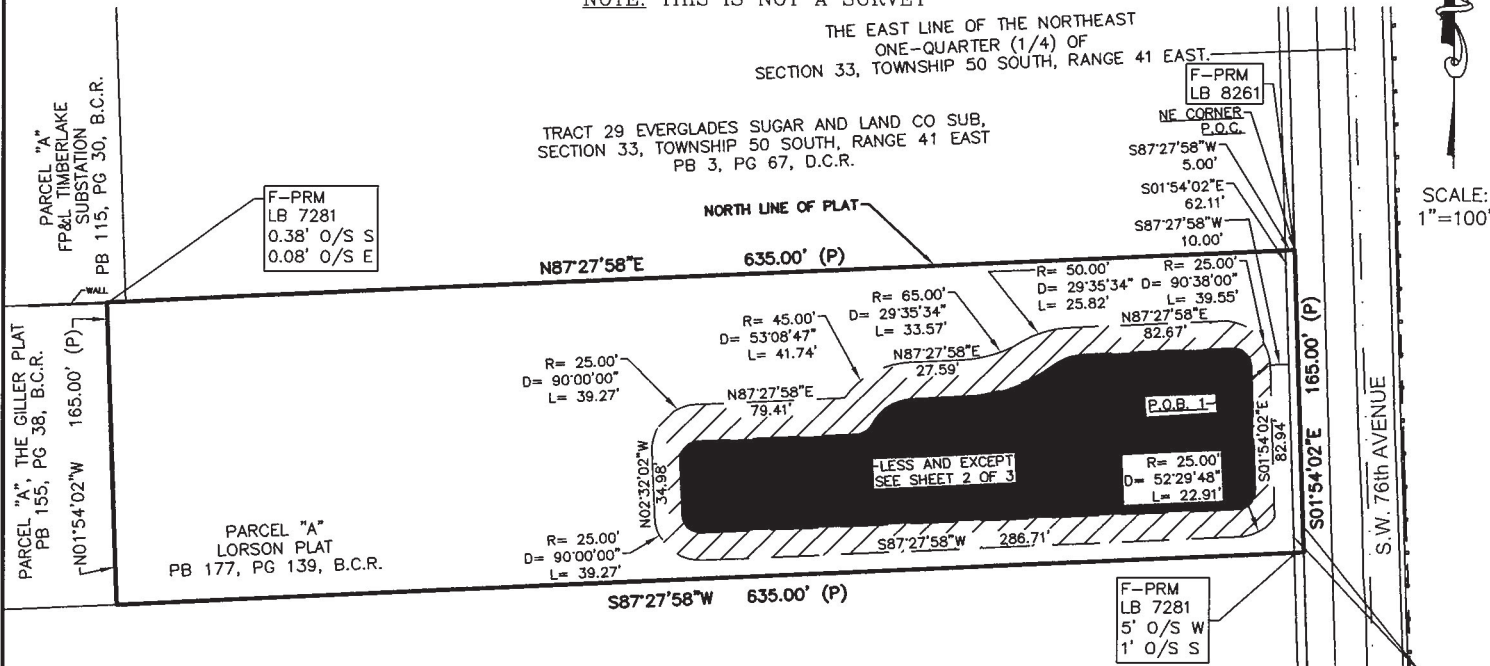 NOTE: THIS IS NOT A SURVEY
THE EAST LINE OF THE NORTHEAST
ONE-QUARTER (1/4) OF
SECTION 33, TOWNSHIP 50 SOUTH, RANGE 41 EAST.
F-PRM
LB 8261
NE CORNER
P.O.C.
S87°27'58"W
5.00'
S01°54'02"E
62.11'
S87°27'58"W
10.00'
SCALE:
1"=100'
PARCEL "A"
FP&L TIMBERLAKE
SUBSTATION
PB 115, PG 30, B.C.R.
TRACT 29 EVERGLADES SUGAR AND LAND CO SUB,
SECTION 33, TOWNSHIP 50 SOUTH, RANGE 41 EAST
PB 3, PG 67, D.C.R.
F-PRM
LB 7281
0.38' O/S S
0.08' O/S E
NORTH LINE OF PLAT
N87°27'58"E 635.00' (P)
WALL
PARCEL "A", THE GILLER PLAT
PB 155, PG 38, B.C.R.
N01°54'02"W 165.00' (P)
R= 25.00'
D= 90°00'00"
L= 39.27'
R= 45.00'
D= 53°08'47"
L= 41.74'
R= 65.00'
D= 29°35'34"
L= 33.57'
R= 50.00'
D= 29°35'34"
L= 25.82'
R= 25.00'
D= 90°38'00"
L= 39.55'
N87°27'58"E
82.67'
N87°27'58"E
27.59'
N87°27'58"E
79.41'
N02°32'02"W
34.98'
P.O.B. 1
LESS AND EXCEPT
SEE SHEET 2 OF 3
R= 25.00'
D= 52°29'48"
L= 22.91'
S01°54'02"E
82.94'
S01°54'02"E 165.00' (P)
S.W. 76th AVENUE
PARCEL "A"
LORSON PLAT
PB 177, PG 139, B.C.R.
R= 25.00'
D= 90°00'00"
L= 39.27'
S87°27'58"W 286.71'
S87°27'58"W 635.00' (P)
F-PRM
LB 7281
5' O/S W
1' O/S S